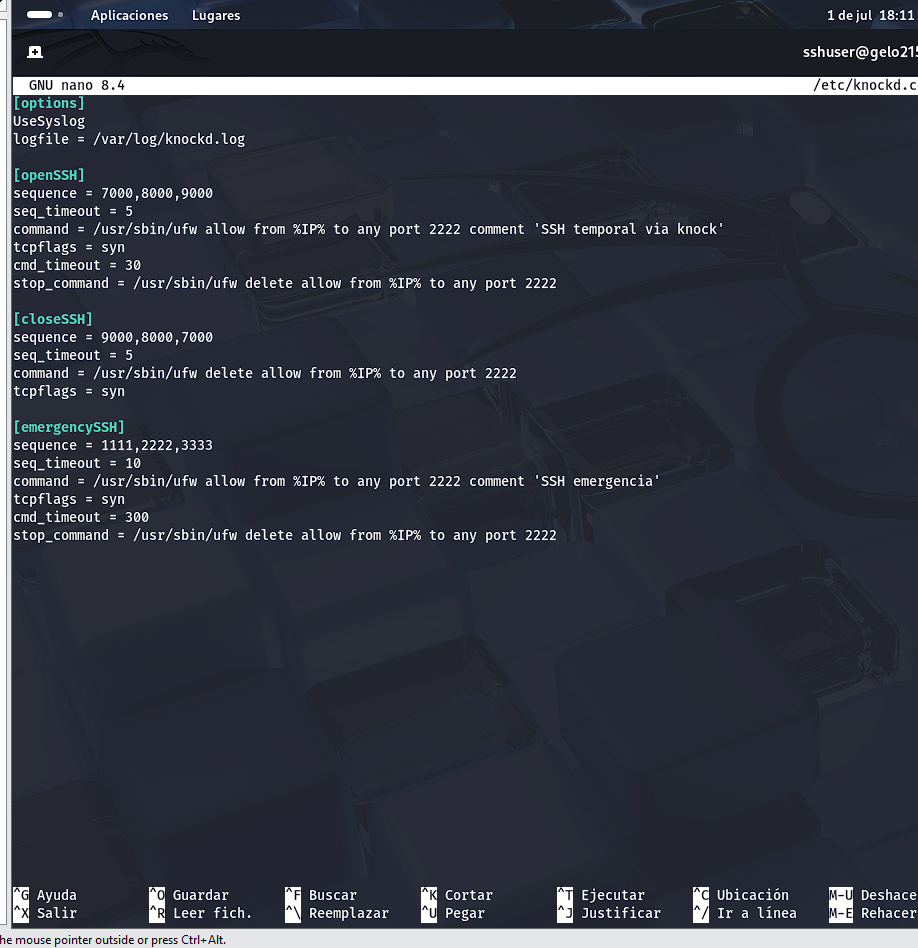 Aplicaciones Lugares 1 de jul 18:11
sshuser@gelo215
GNU nano 8.4 /etc/knockd.c
[options]
UseSyslog
logfile = /var/log/knockd.log
[openSSH]
sequence = 7000,8000,9000
seq_timeout = 5
command = /usr/sbin/ufw allow from %IP% to any port 2222 comment 'SSH temporal via knock'
tcpflags = syn
cmd_timeout = 30
stop_command = /usr/sbin/ufw delete allow from %IP% to any port 2222
[closeSSH]
sequence = 9000,8000,7000
seq_timeout = 5
command = /usr/sbin/ufw delete allow from %IP% to any port 2222
tcpflags = syn
[emergencySSH]
sequence = 1111,2222,3333
seq_timeout = 10
command = /usr/sbin/ufw allow from %IP% to any port 2222 comment 'SSH emergencia'
tcpflags = syn
cmd_timeout = 300
stop_command = /usr/sbin/ufw delete allow from %IP% to any port 2222
^G Ayuda ^O Guardar ^F Buscar ^K Cortar ^T Ejecutar ^C Ubicación M-U Deshace
^X Salir ^R Leer fich. ^\ Reemplazar ^U Pegar ^J Justificar ^/ Ir a línea M-E Rehacer
he mouse pointer outside or press Ctrl+Alt.